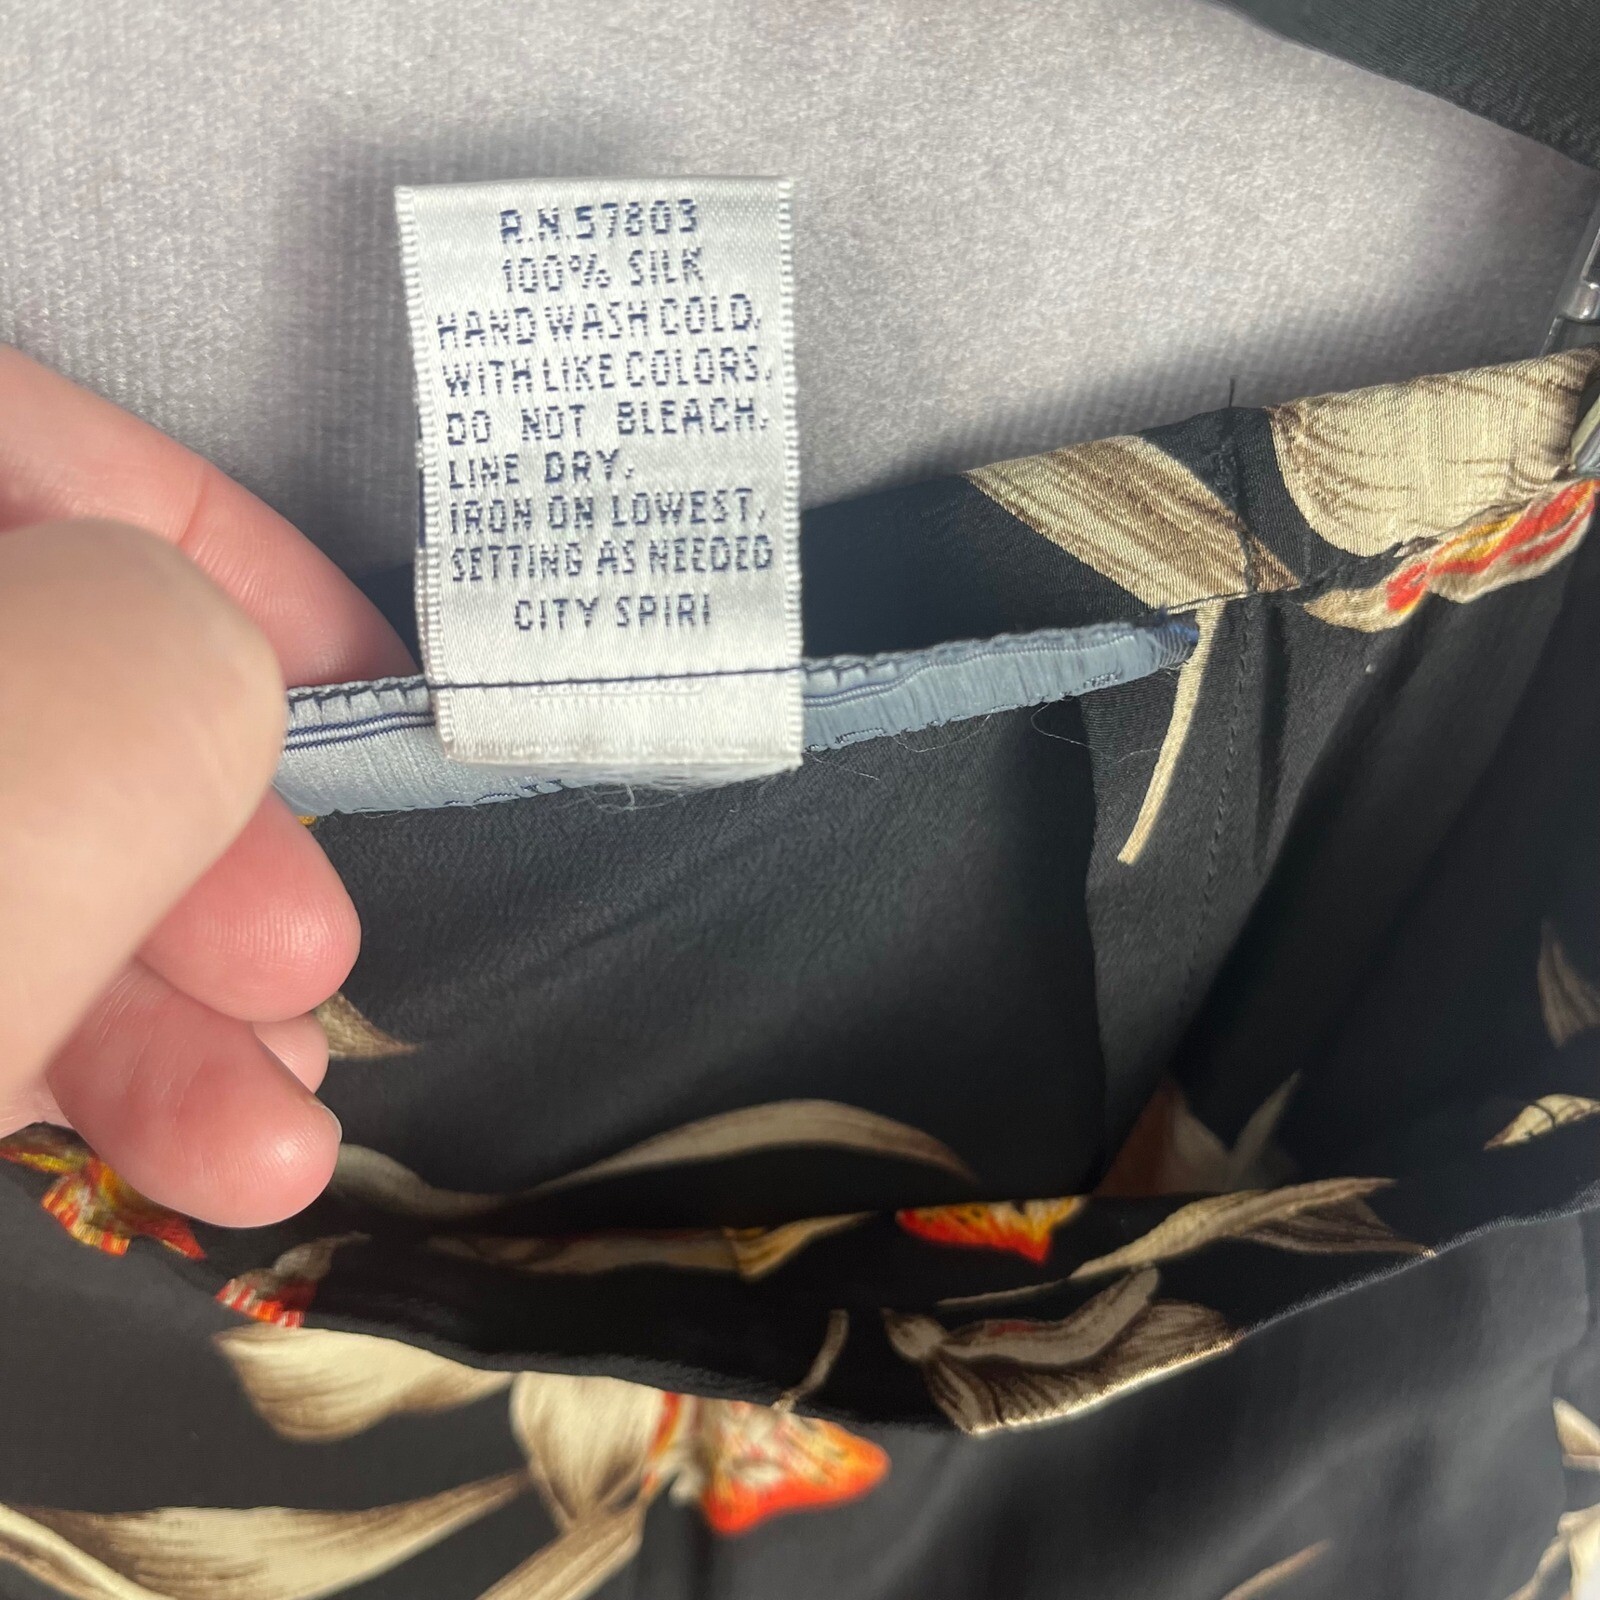 R.N.57803
100% SILK
HAND WASH COLD,
WITH LIKE COLORS,
DO NOT BLEACH,
LINE DRY,
IRON ON LOWEST,
SETTING AS NEEDED
CITY SPIRI